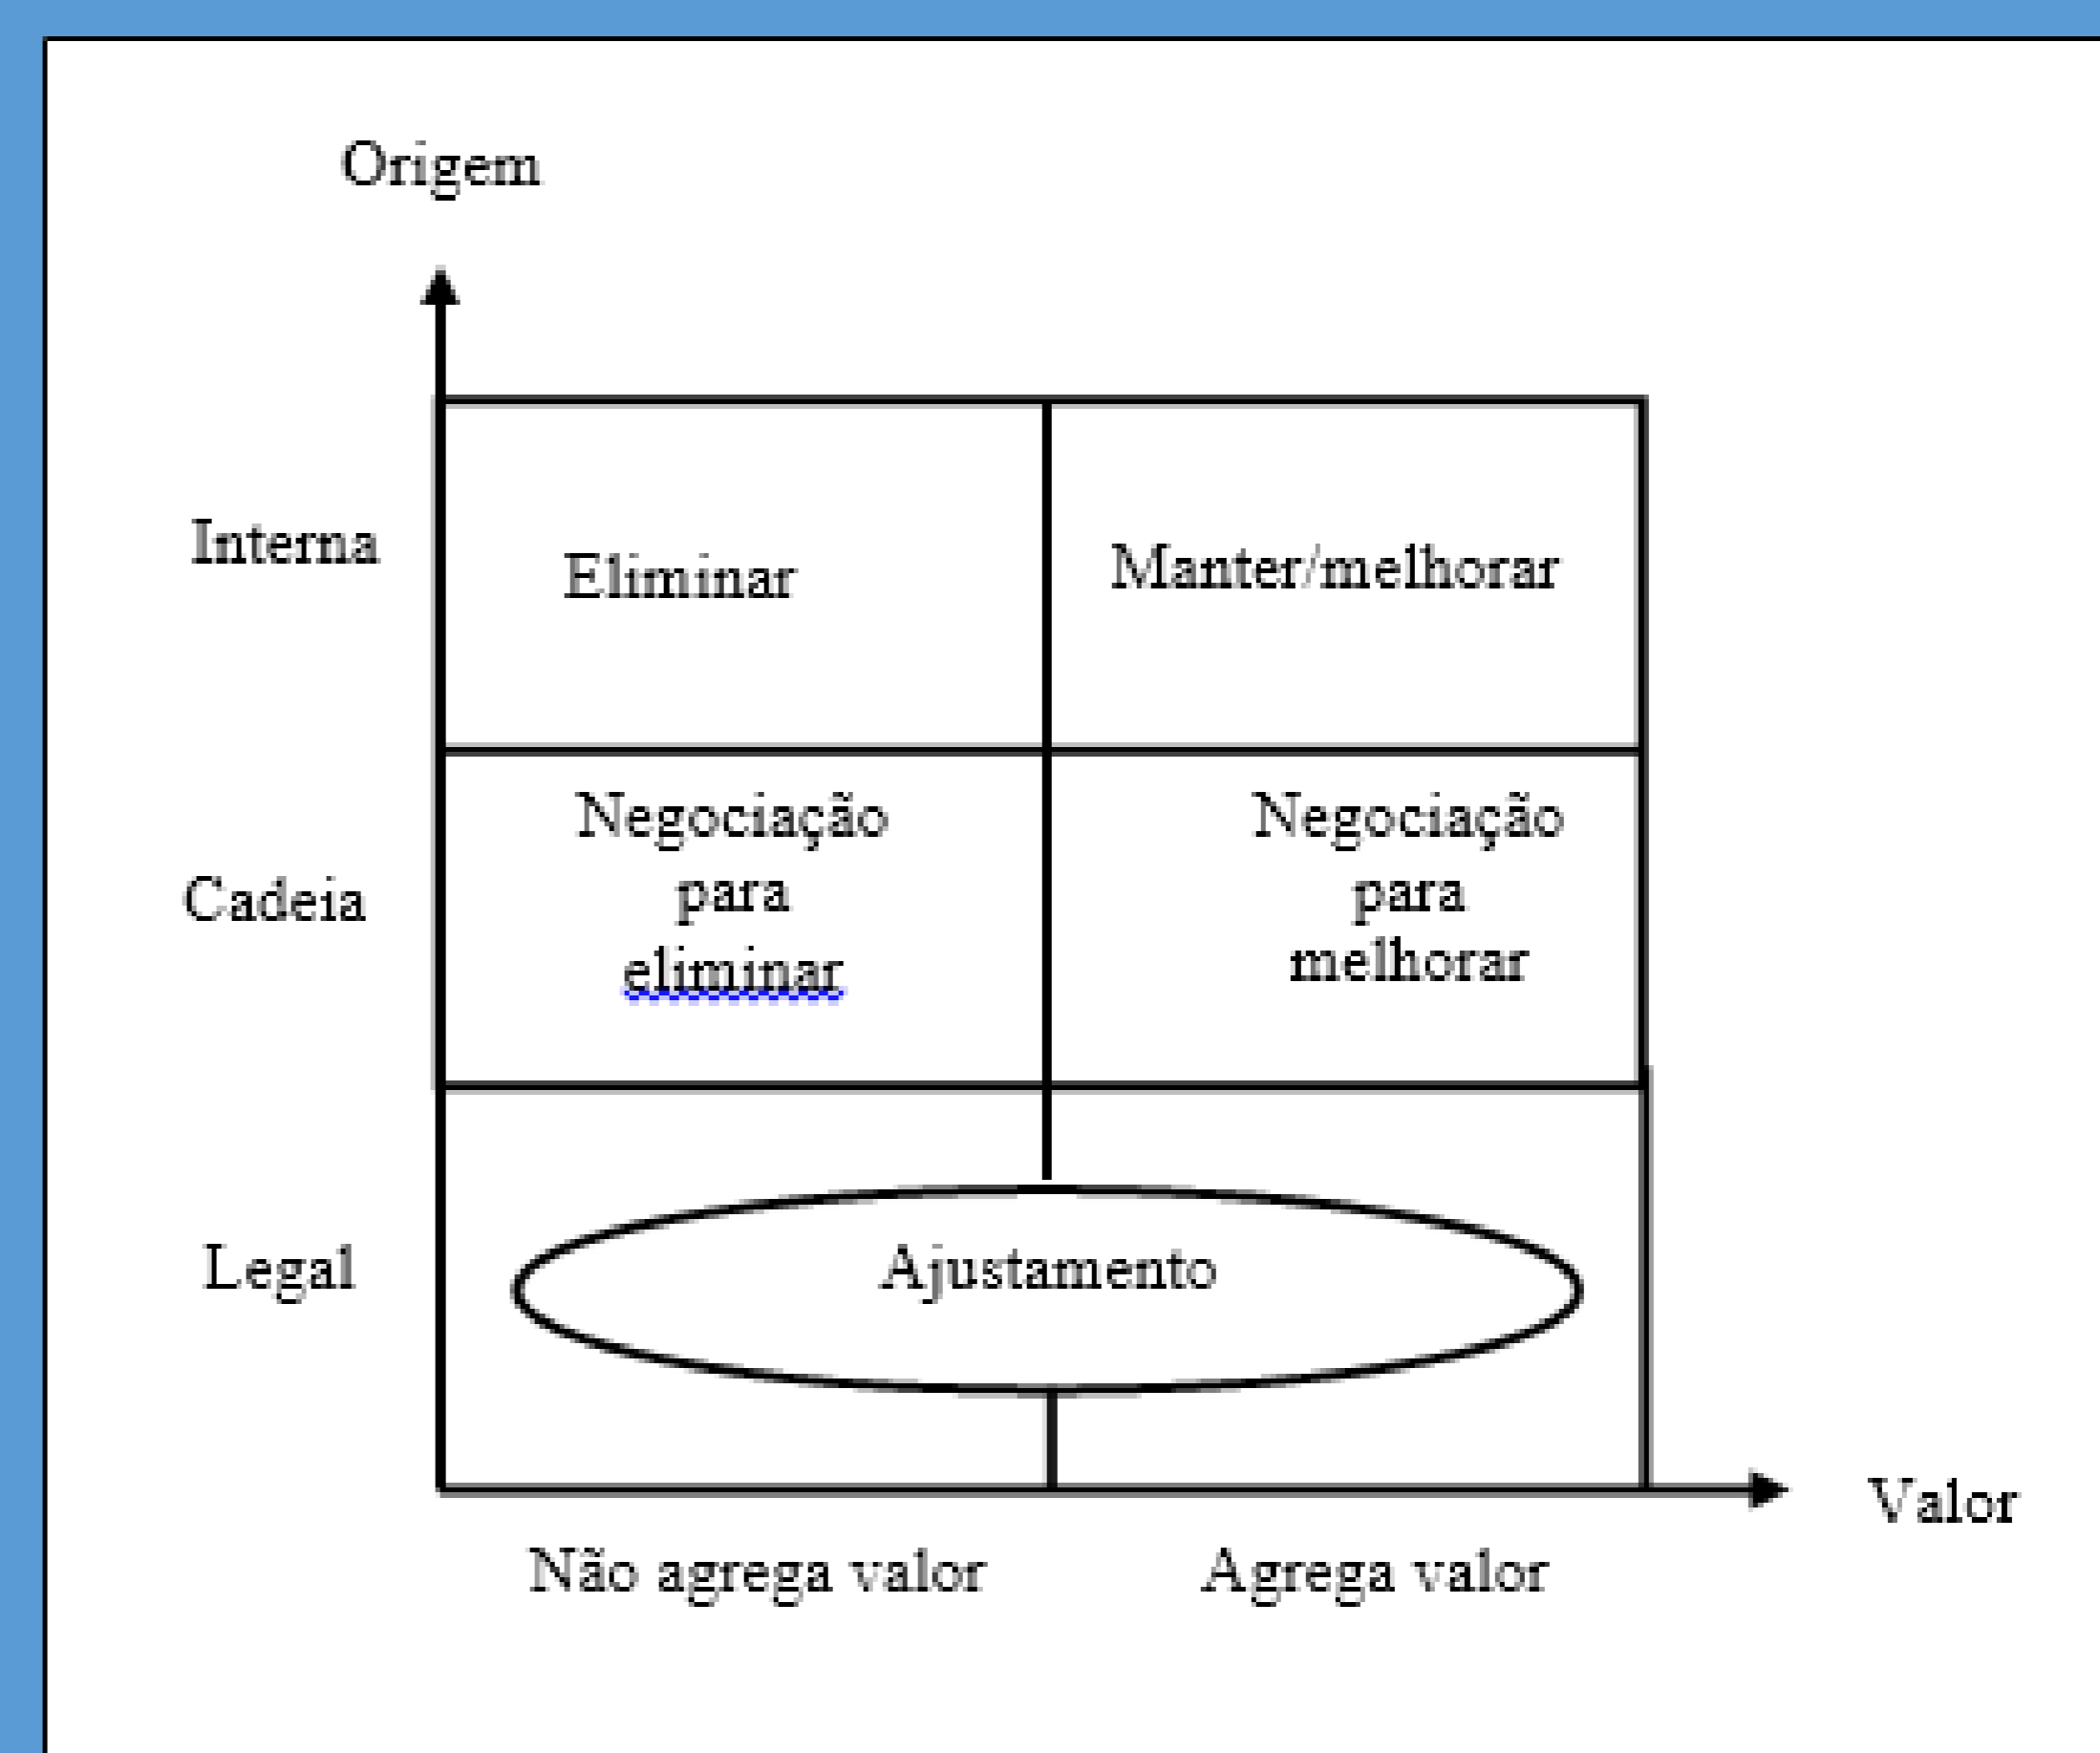 Origem
Interna
Eliminar
Manter/melhorar
Cadeia
Negociação
para
eliminar
Negociação
para
melhorar
Legal
Ajustamento
Valor
Não agrega valor
Agrega valor